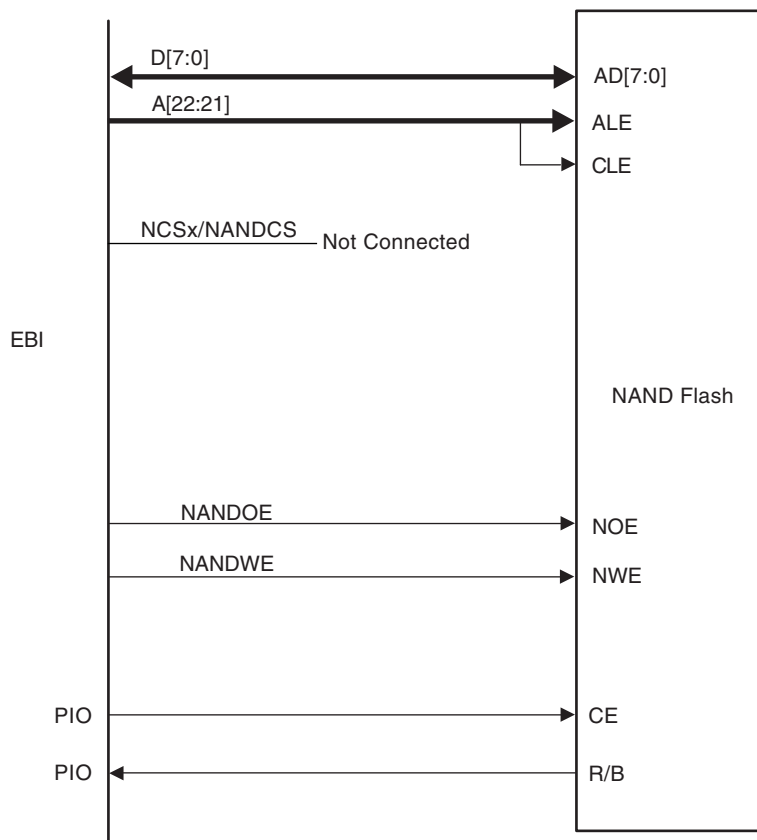 D[7:0]
AD[7:0]
A[22:21]
ALE
CLE
NCSx/NANDCS
Not Connected
EBI
NAND Flash
NANDOE
NOE
NANDWE
NWE
PIO
CE
PIO
R/B